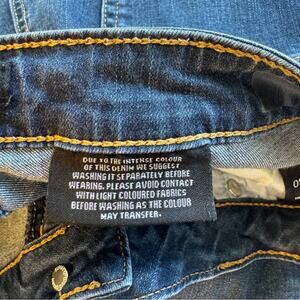 DUE TO THE INTENSE COLOUR
OF THIS DENIM WE SUGGEST
WASHING IT SEPARATELY BEFORE
WEARING. PLEASE AVOID CONTACT
WITH LIGHT COLOURED FABRICS
BEFORE WASHING AS THE COLOUR
MAY TRANSFER.